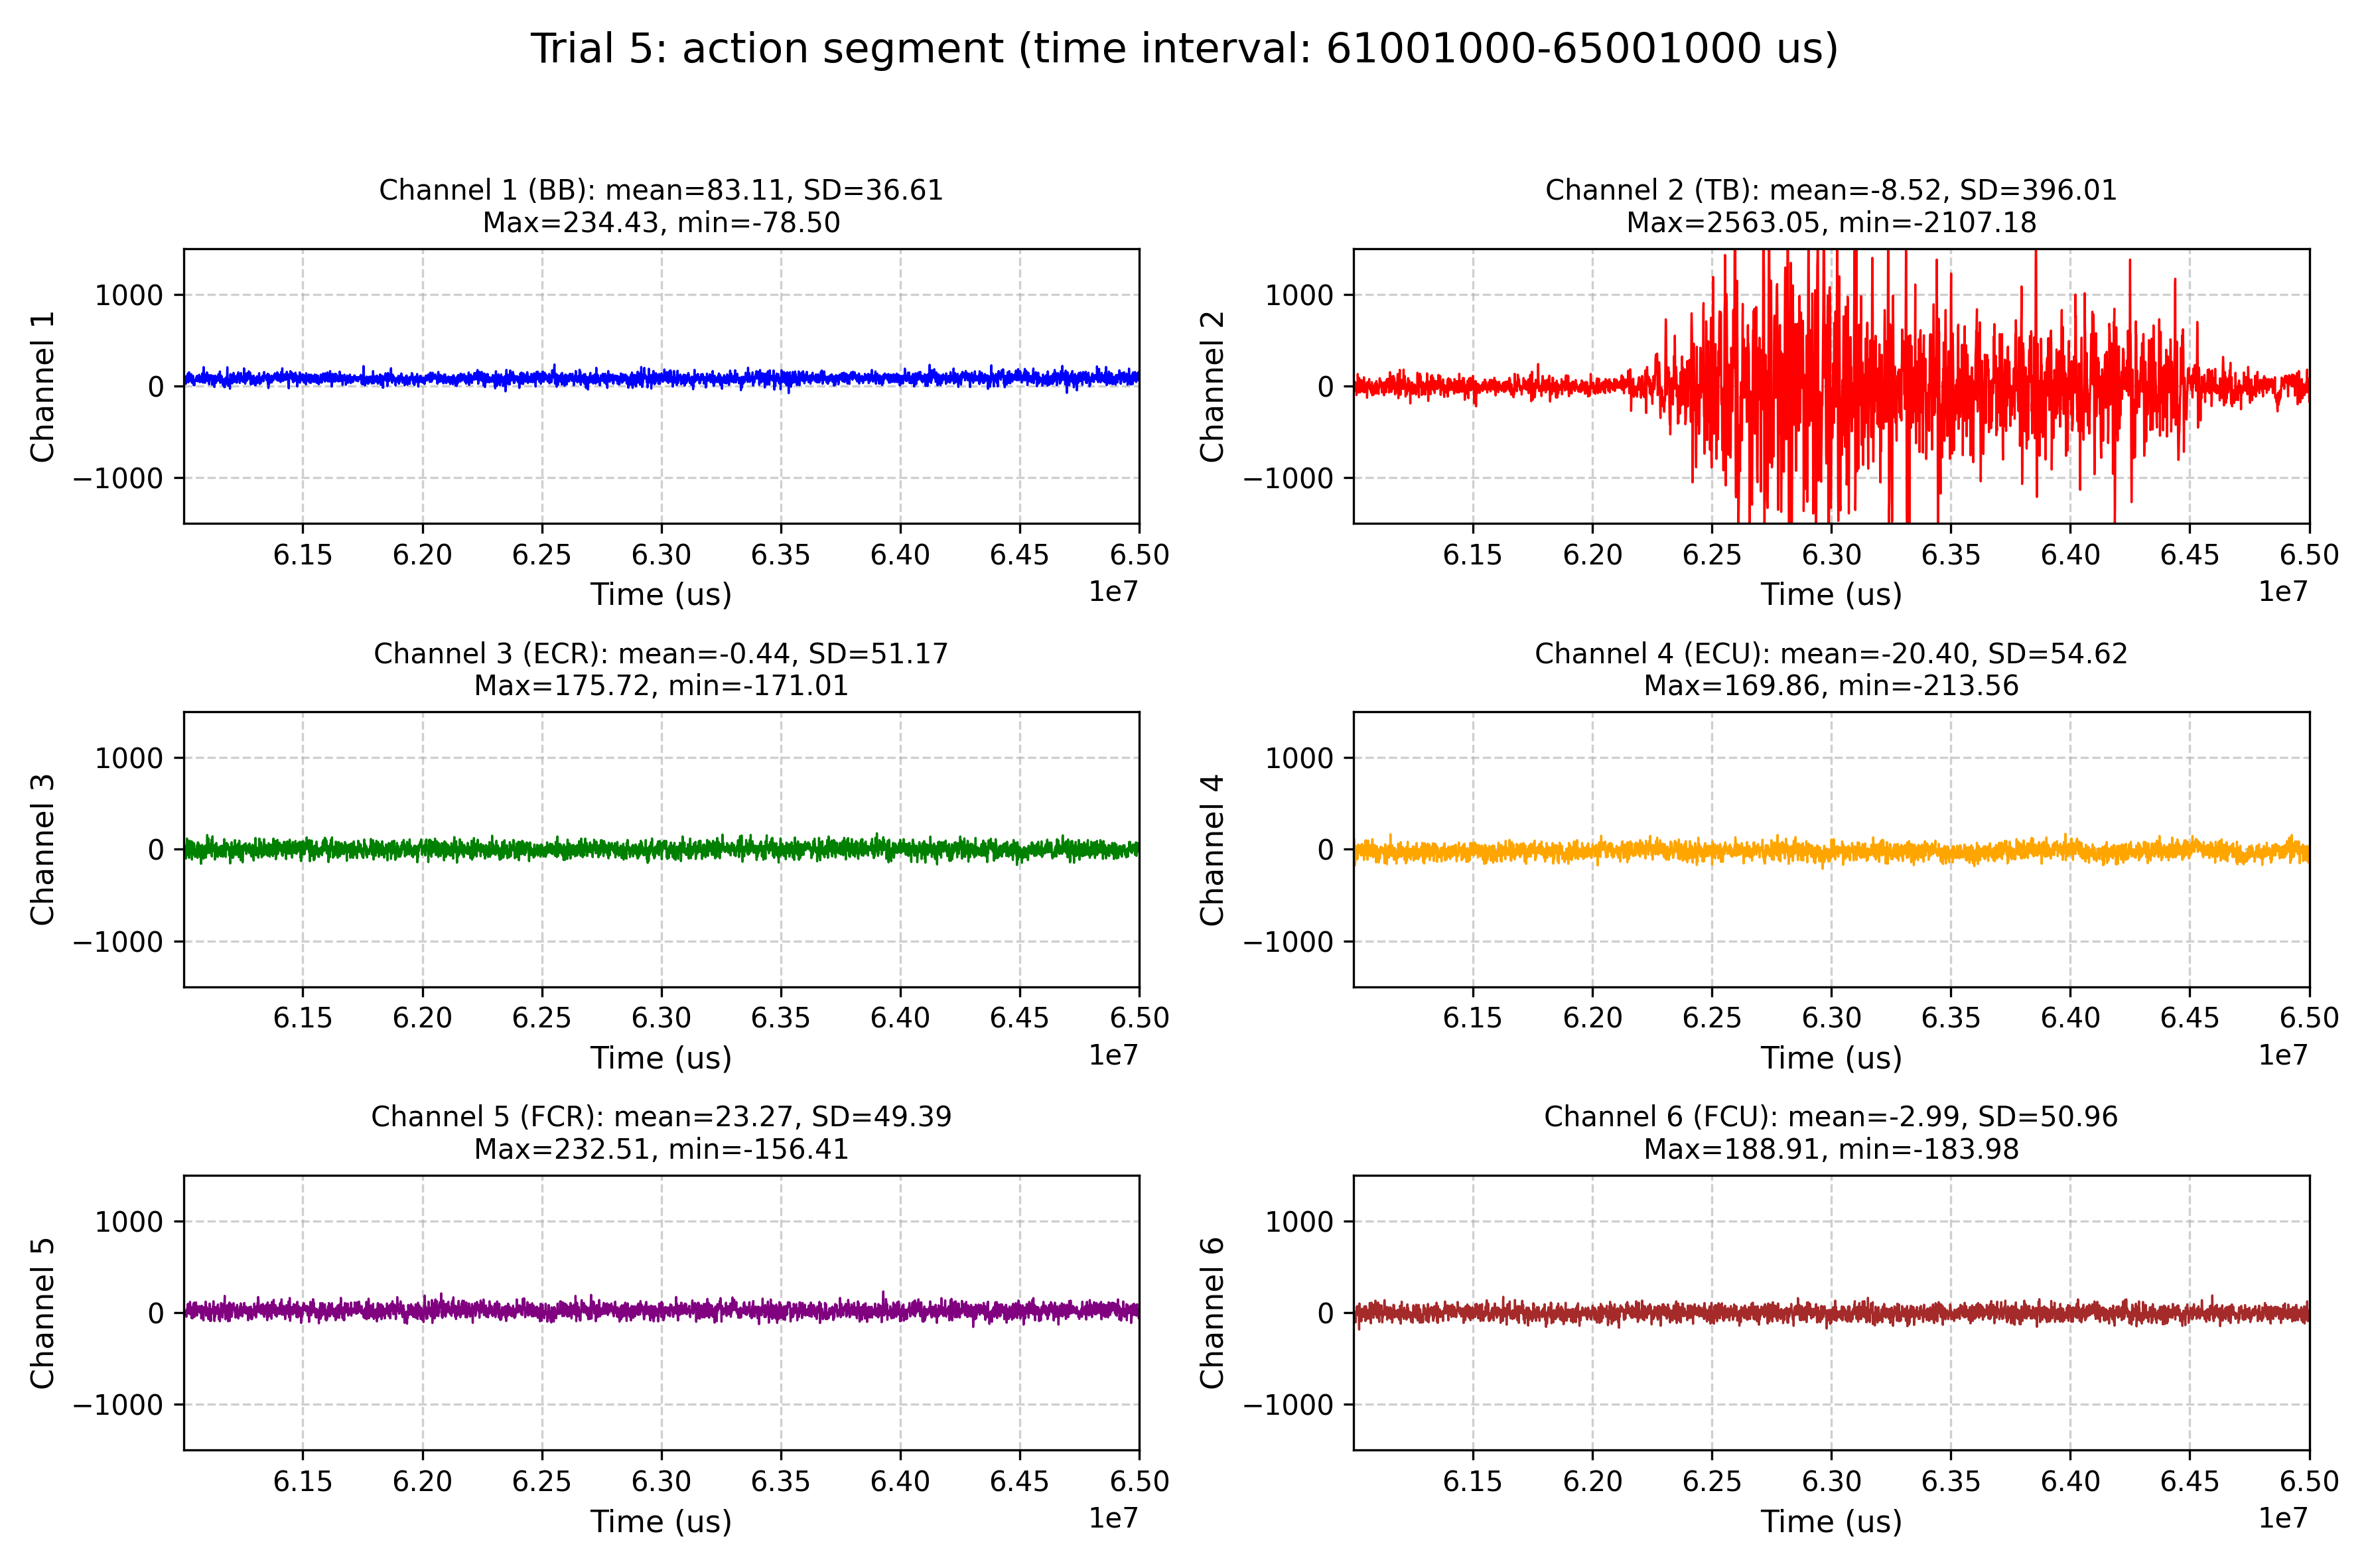 Trial 5: action segment (time interval: 61001000-65001000 us)
Channel 1 (BB): mean=83.11, SD=36.61
Max=234.43, min=-78.50
Channel 1
1000
0
−1000
6.15 6.20 6.25 6.30 6.35 6.40 6.45 6.50
Time (us)
1e7
Channel 2 (TB): mean=-8.52, SD=396.01
Max=2563.05, min=-2107.18
Channel 2
1000
0
−1000
6.15 6.20 6.25 6.30 6.35 6.40 6.45 6.50
Time (us)
1e7
Channel 3 (ECR): mean=-0.44, SD=51.17
Max=175.72, min=-171.01
Channel 3
1000
0
−1000
6.15 6.20 6.25 6.30 6.35 6.40 6.45 6.50
Time (us)
1e7
Channel 4 (ECU): mean=-20.40, SD=54.62
Max=169.86, min=-213.56
Channel 4
1000
0
−1000
6.15 6.20 6.25 6.30 6.35 6.40 6.45 6.50
Time (us)
1e7
Channel 5 (FCR): mean=23.27, SD=49.39
Max=232.51, min=-156.41
Channel 5
1000
0
−1000
6.15 6.20 6.25 6.30 6.35 6.40 6.45 6.50
Time (us)
1e7
Channel 6 (FCU): mean=-2.99, SD=50.96
Max=188.91, min=-183.98
Channel 6
1000
0
−1000
6.15 6.20 6.25 6.30 6.35 6.40 6.45 6.50
Time (us)
1e7